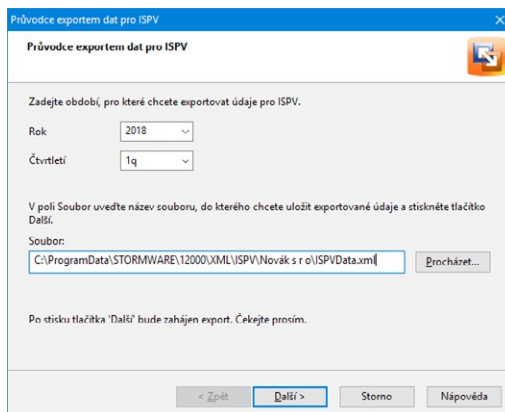 Průvodce exportem dat pro ISPV
Průvodce exportem dat pro ISPV
Zadejte období, pro které chcete exportovat údaje pro ISPV.
Rok 2018
Čtvrtletí 1q
V poli Soubor uveďte název souboru, do kterého chcete uložit exportované údaje a stiskněte tlačítko
Další.
Soubor:
C:\ProgramData\STORMWARE\12000\XML\ISPV\Novák s r o\ISPVData.xml Procházet...
Po stisku tlačítka 'Další' bude zahájen export. Čekejte prosím.
< Zpět Další > Storno Nápověda